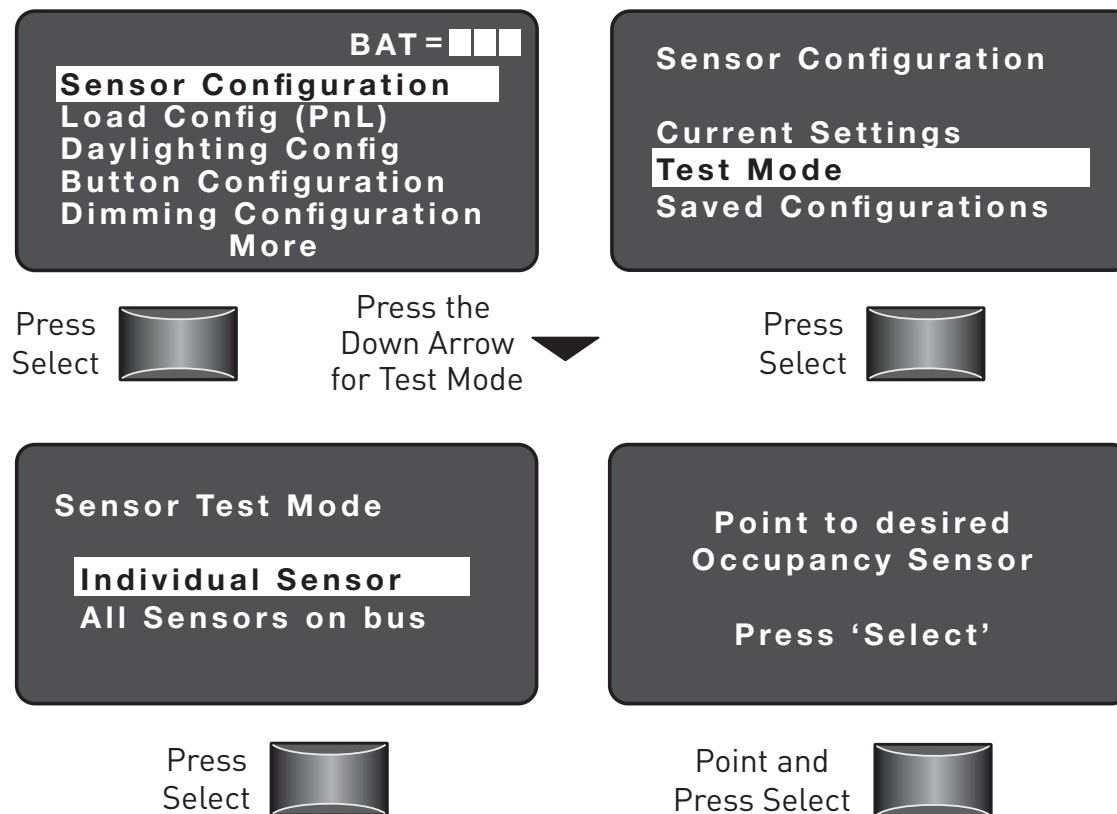 BAT=
Sensor Configuration
Load Config (PnL)
Daylighting Config
Button Configuration
Dimming Configuration
More
Press
Select
Press the
Down Arrow
for Test Mode
Sensor Configuration
Current Settings
Test Mode
Saved Configurations
Press
Select
Sensor Test Mode
Individual Sensor
All Sensors on bus
Press
Select
Point to desired
Occupancy Sensor
Press ‘Select’
Point and
Press Select